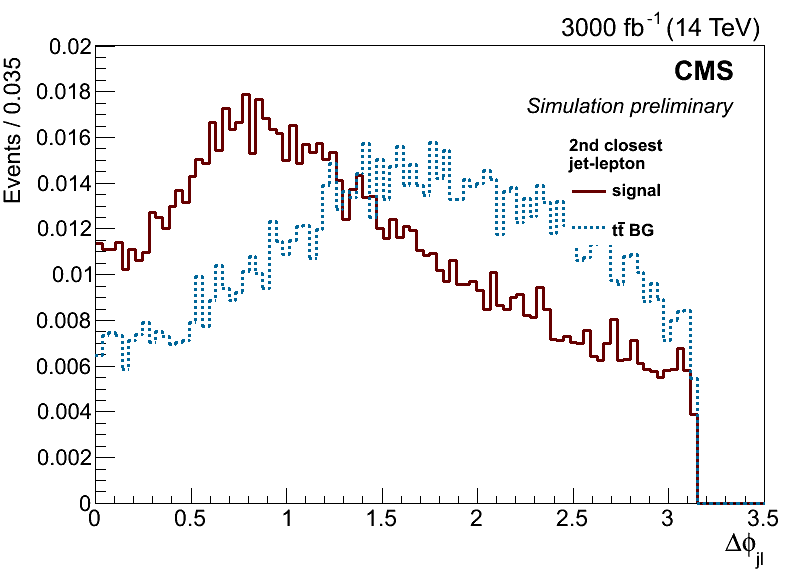 3000 fb⁻¹ (14 TeV)
CMS
Simulation preliminary
2nd closest
jet-lepton
signal
tt̄ BG
Events / 0.035
0.02
0.018
0.016
0.014
0.012
0.01
0.008
0.006
0.004
0.002
0
0 0.5 1 1.5 2 2.5 3 3.5
Δϕjl